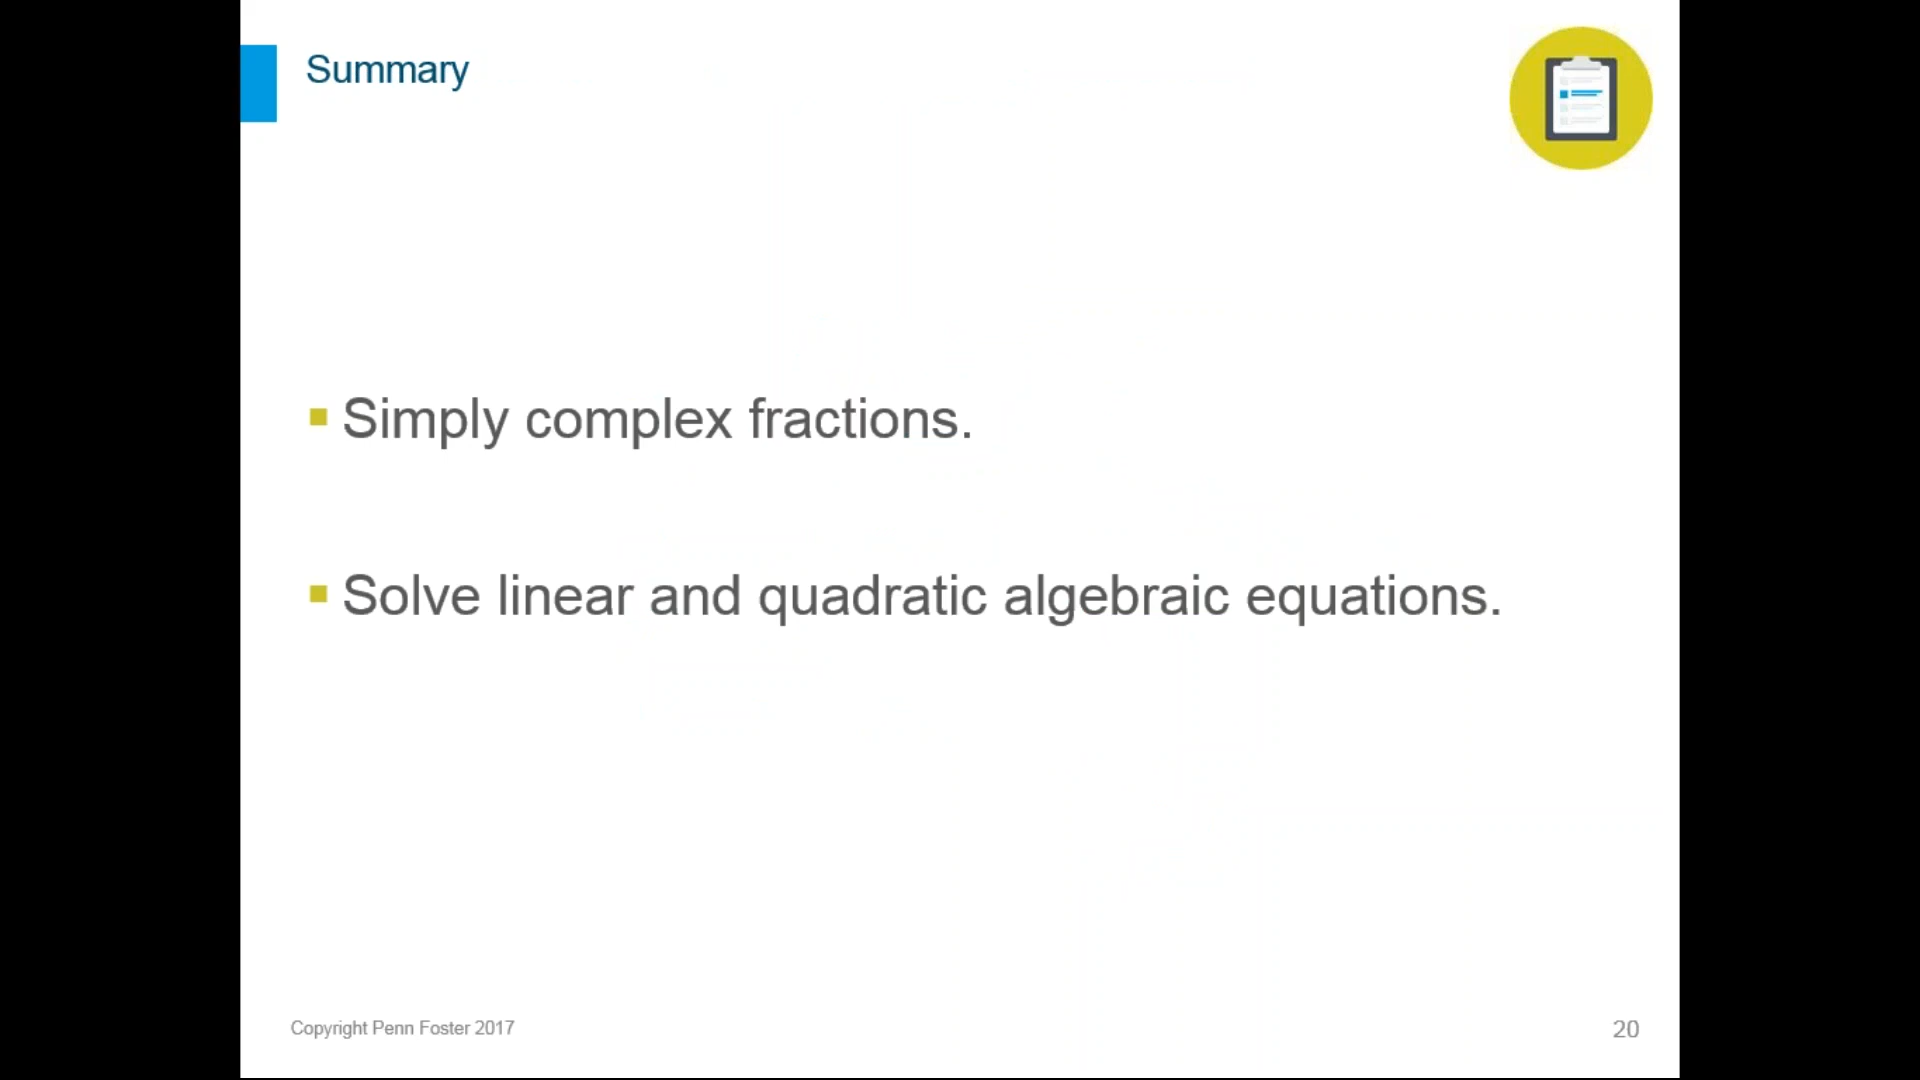 Summary
Simply complex fractions.
Solve linear and quadratic algebraic equations.
Copyright Penn Foster 2017
20